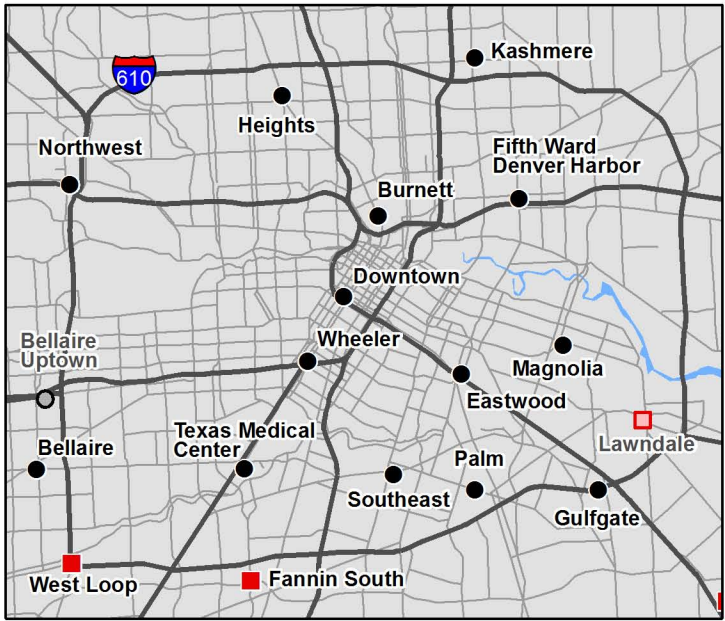 Kashmere
610
Heights
Northwest
Fifth Ward
Denver Harbor
Burnett
Downtown
Bellaire
Uptown
Wheeler
Magnolia
Eastwood
Texas Medical
Center
Lawndale
Bellaire
Palm
Southeast
Gulfgate
West Loop
Fannin South